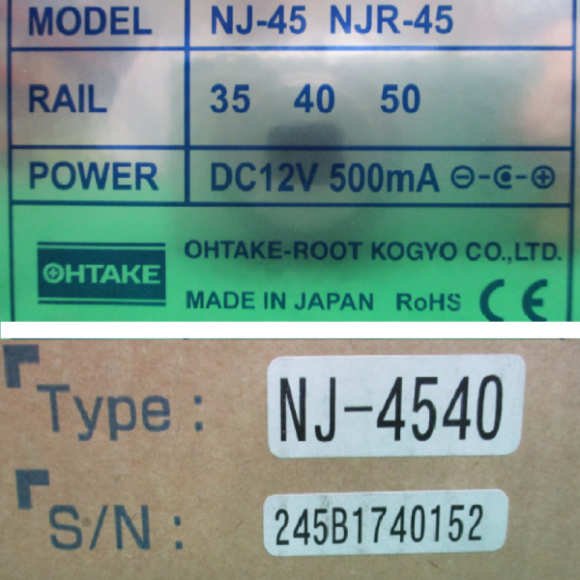 MODEL NJ-45 NJR-45
RAIL 35 40 50
POWER DC12V 500mA ⊖-C-⊕
OHTAKE-ROOT KOGYO CO.,LTD.
OHTAKE
MADE IN JAPAN RoHS CE
Type : NJ-4540
S/N : 245B1740152